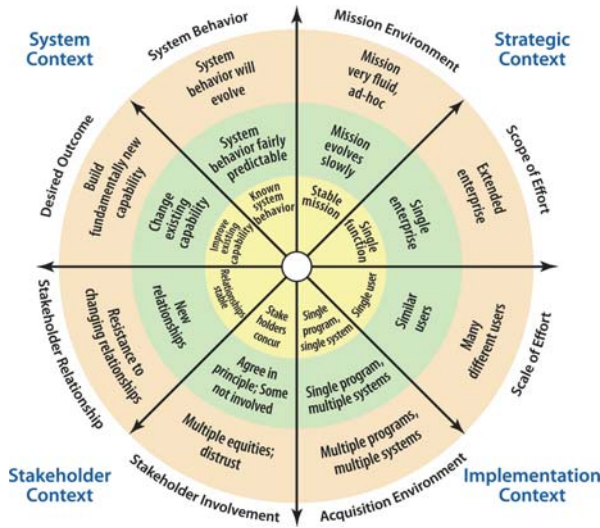 System
Context
System Behavior
Mission Environment
Strategic
Context
Desired Outcome
Scope of Effort
System
behavior will
evolve
Mission
very fluid,
ad-hoc
Build
fundamentally new
capability
Extended
enterprise
System
behavior fairly
predictable
Mission
evolves
slowly
Change
existing
capability
Single
enterprise
Known
system
behavior
Stable
mission
Improve
existing
capability
Single
function
Relationships
stable
Single user
Stake
holders
concur
Single
program,
single system
New
relationships
Similar
users
Resistance to
changing relationships
Many
different users
Agree in
principle; Some
not involved
Single program,
multiple systems
Multiple equities;
distrust
Multiple programs,
multiple systems
Stakeholder Relationship
Scale of Effort
Stakeholder
Context
Stakeholder Involvement
Acquisition Environment
Implementation
Context